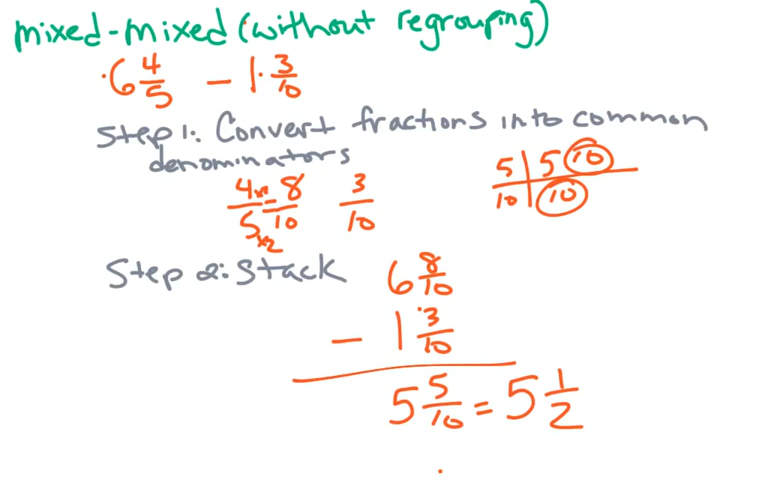 mixed-mixed (without regrouping)
6 4/5 - 1 3/10
Step 1: Convert fractions into common
denominators
5 | 5 10
10 | 10
4×2/5×2 = 8/10 3/10
Step 2: Stack
6 8/10
- 1 3/10
5 5/10 = 5 1/2